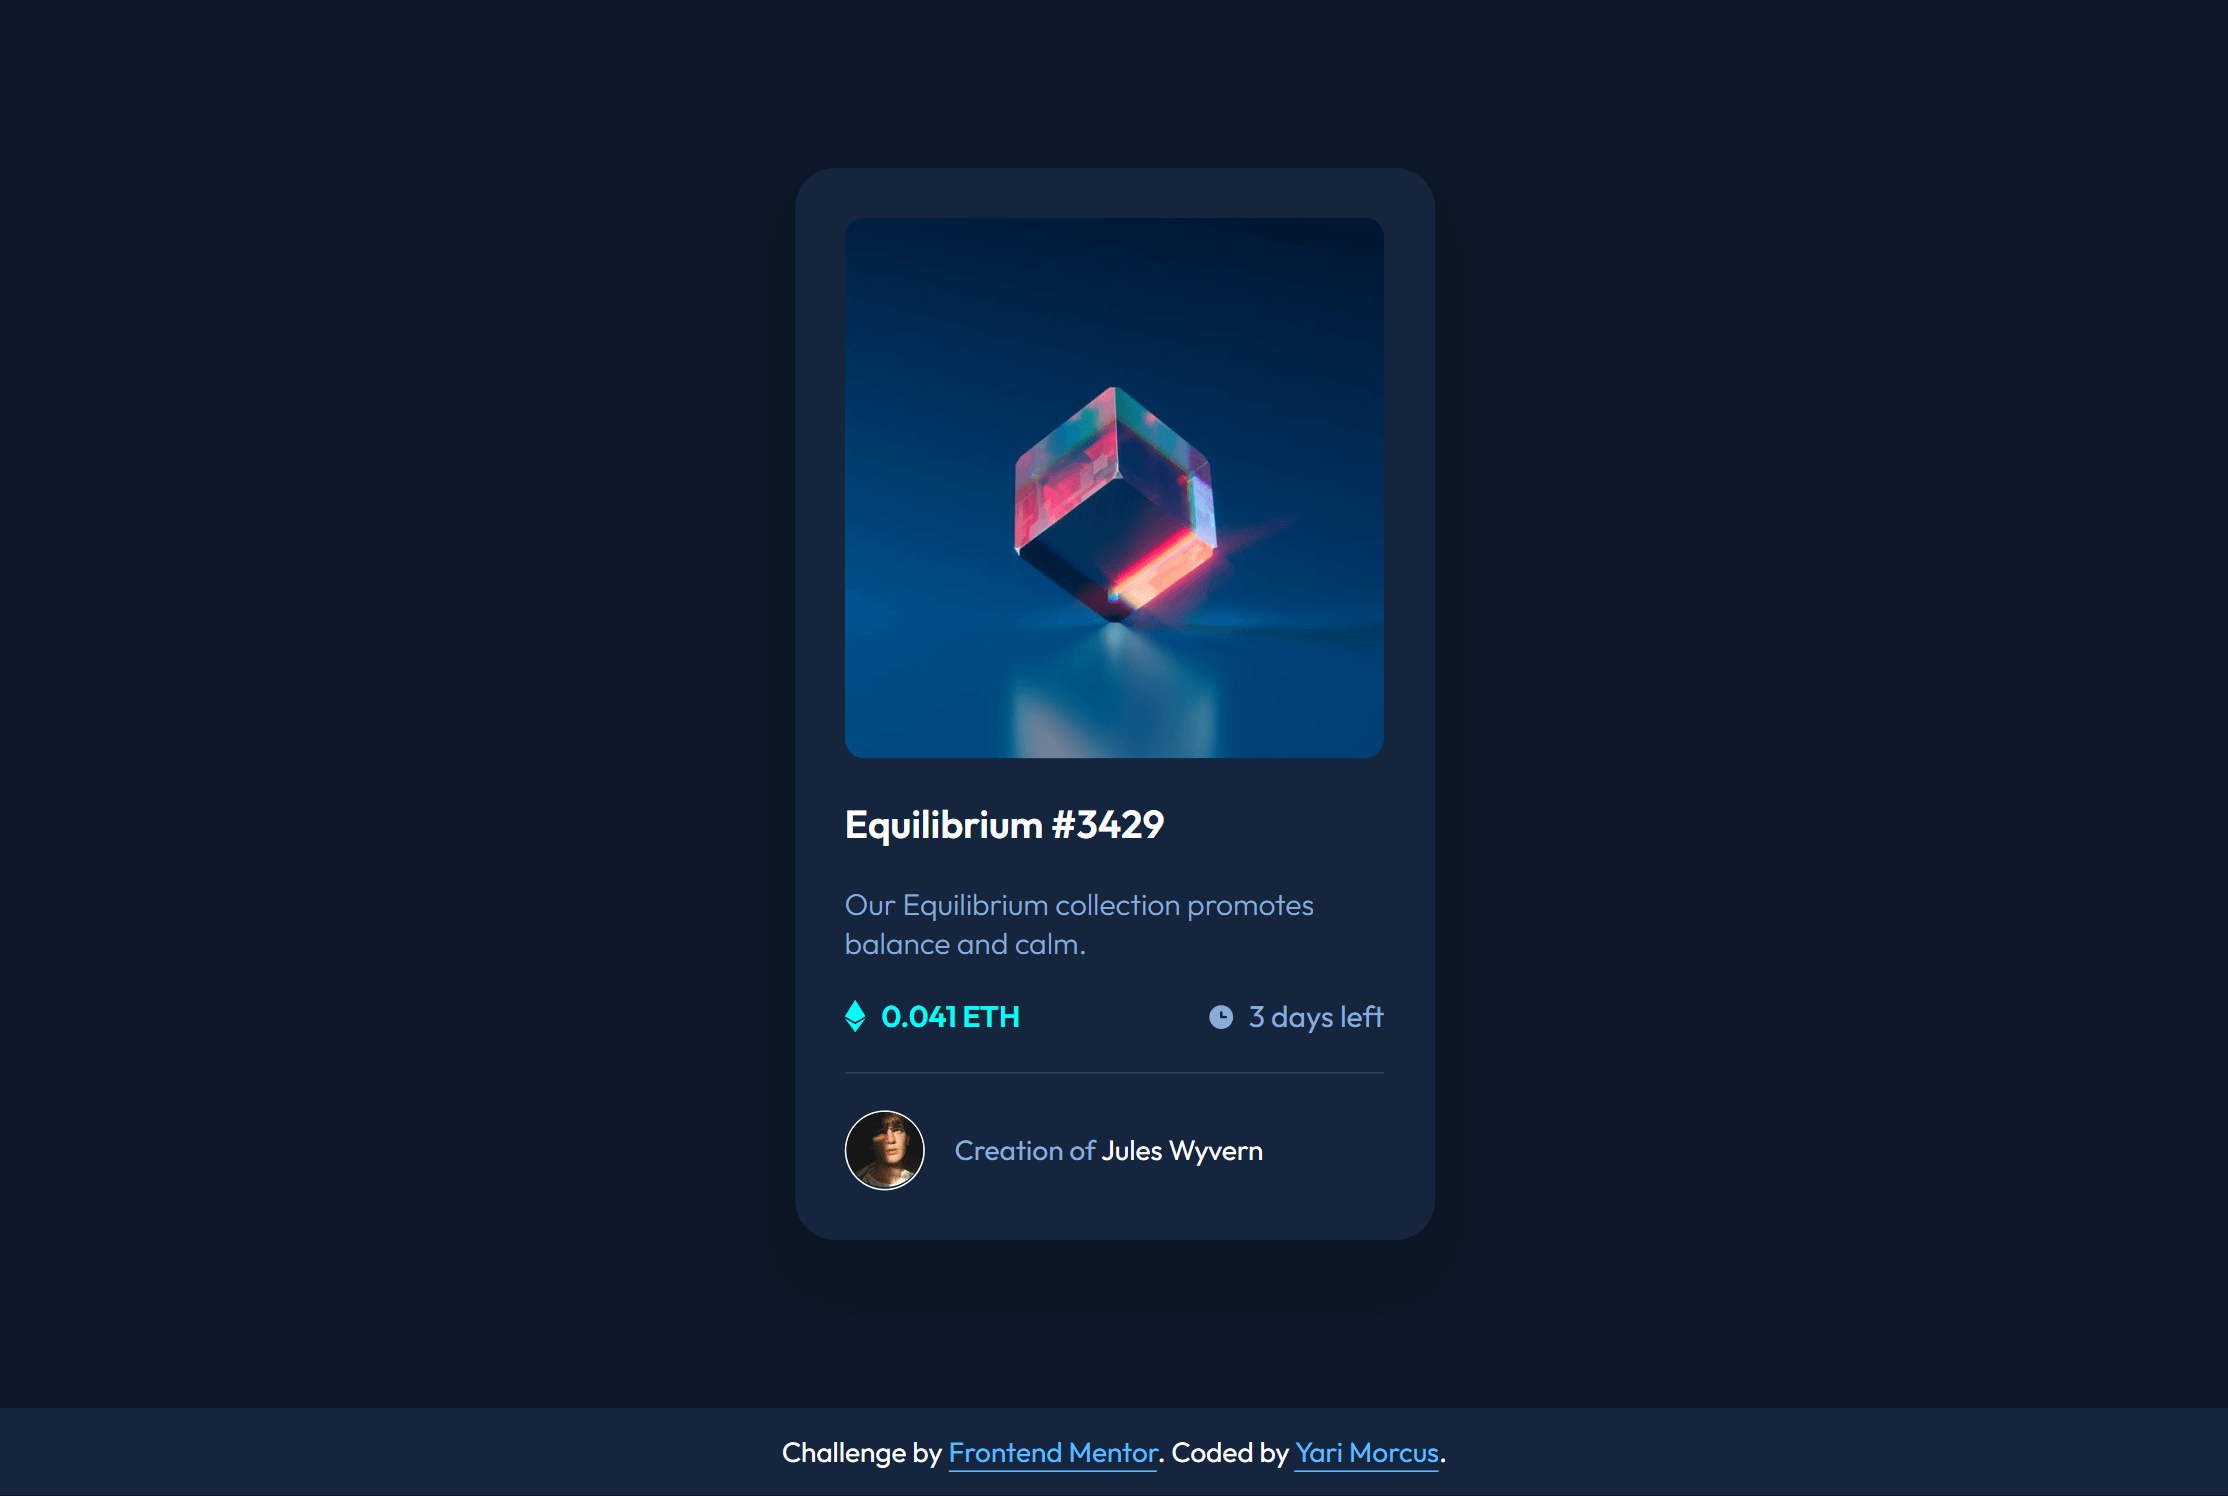 Equilibrium #3429
Our Equilibrium collection promotes
balance and calm.
0.041 ETH
3 days left
Creation of Jules Wyvern
Challenge by Frontend Mentor. Coded by Yari Morcus.